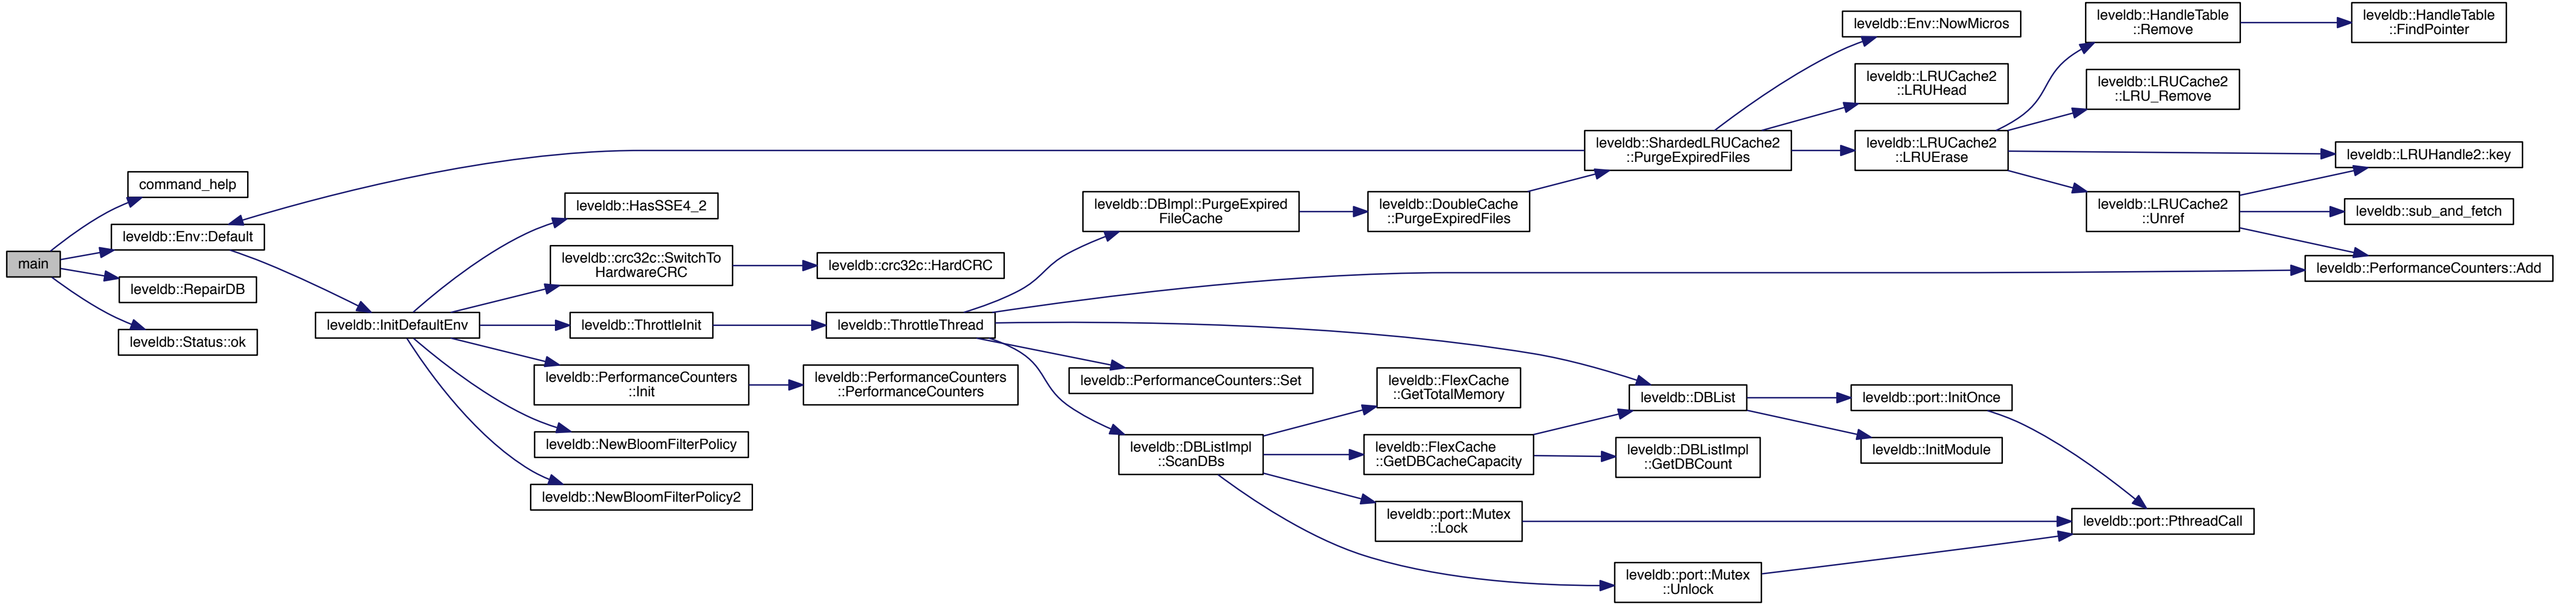 main
command_help
leveldb::Env::Default
leveldb::RepairDB
leveldb::Status::ok
leveldb::InitDefaultEnv
leveldb::HasSSE4_2
leveldb::crc32c::SwitchTo
HardwareCRC
leveldb::ThrottleInit
leveldb::PerformanceCounters
::Init
leveldb::NewBloomFilterPolicy
leveldb::NewBloomFilterPolicy2
leveldb::crc32c::HardCRC
leveldb::ThrottleThread
leveldb::PerformanceCounters
::PerformanceCounters
leveldb::DBImpl::PurgeExpired
FileCache
leveldb::PerformanceCounters::Set
leveldb::DBListImpl
::ScanDBs
leveldb::DoubleCache
::PurgeExpiredFiles
leveldb::FlexCache
::GetTotalMemory
leveldb::FlexCache
::GetDBCacheCapacity
leveldb::port::Mutex
::Lock
leveldb::ShardedLRUCache2
::PurgeExpiredFiles
leveldb::DBList
leveldb::DBListImpl
::GetDBCount
leveldb::port::Mutex
::Unlock
leveldb::Env::NowMicros
leveldb::LRUCache2
::LRUHead
leveldb::LRUCache2
::LRUErase
leveldb::port::InitOnce
leveldb::InitModule
leveldb::HandleTable
::Remove
leveldb::LRUCache2
::LRU_Remove
leveldb::LRUCache2
::Unref
leveldb::port::PthreadCall
leveldb::HandleTable
::FindPointer
leveldb::LRUHandle2::key
leveldb::sub_and_fetch
leveldb::PerformanceCounters::Add